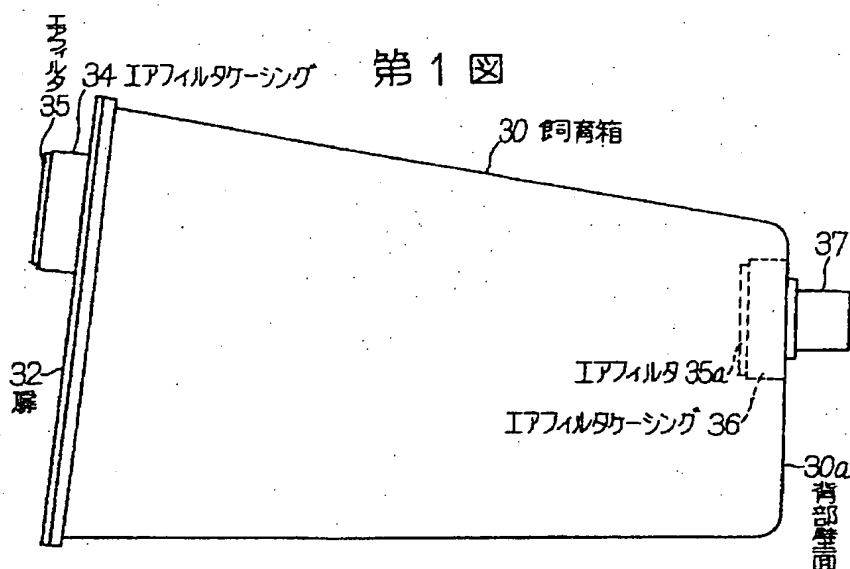 第1図
エアフィルタ
35
34 エアフィルタケーシング
30 飼育箱
37
32
扉
エアフィルタ 35a
エアフィルタケーシング 36
30a
背部壁面